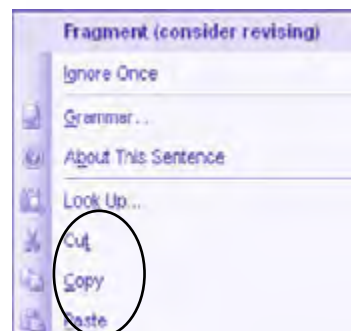 Fragment (consider revising)
Ignore Once
Grammar...
About This Sentence
Look Up...
Cut
Copy
Paste